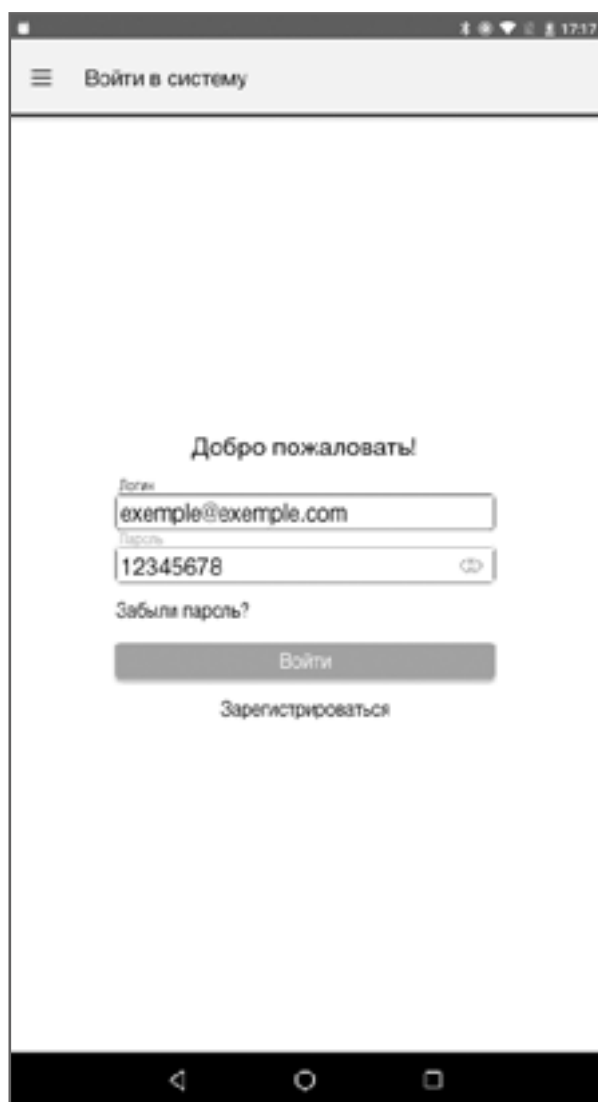 17:17
Войти в систему
Добро пожаловать!
Логин
exemple@exemple.com
Пароль
12345678
Забыли пароль?
Войти
Зарегистрироваться